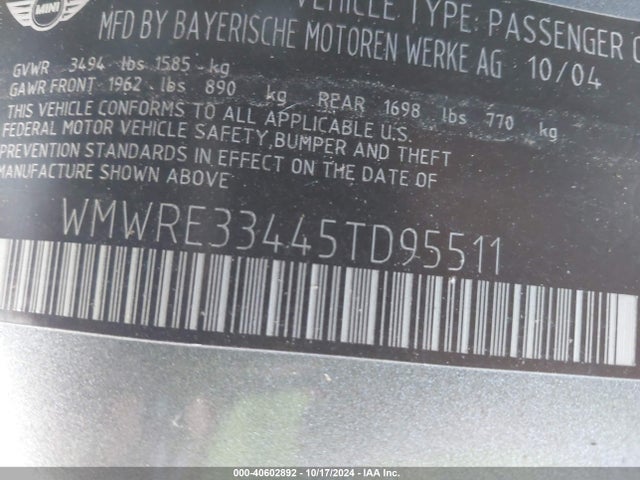 MINI
VEHICLE TYPE: PASSENGER
MFD BY BAYERISCHE MOTOREN WERKE AG 10/04
GVWR 3494 lbs 1585 kg
GAWR FRONT 1962 lbs 890 kg REAR 1698 lbs 770 kg
THIS VEHICLE CONFORMS TO ALL APPLICABLE U.S.
FEDERAL MOTOR VEHICLE SAFETY, BUMPER AND THEFT
PREVENTION STANDARDS IN EFFECT ON THE DATE OF
MANUFACTURE SHOWN ABOVE
WMWRE33445TD95511
000-40602892 - 10/17/2024 - IAA Inc.